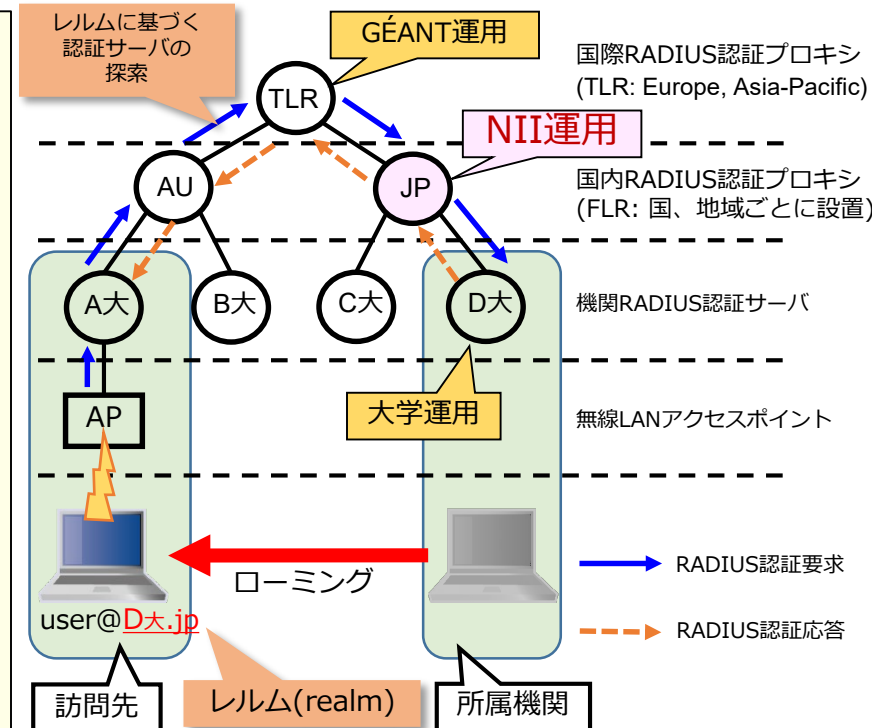 レルムに基づく
認証サーバの
探索
GÉANT運用
国際RADIUS認証プロキシ
(TLR: Europe, Asia-Pacific)
TLR
NII運用
AU
JP
国内RADIUS認証プロキシ
(FLR: 国、地域ごとに設置)
A大
B大
C大
D大
機関RADIUS認証サーバ
AP
大学運用
無線LANアクセスポイント
ローミング
RADIUS認証要求
user@D大.jp
RADIUS認証応答
訪問先
レルム(realm)
所属機関